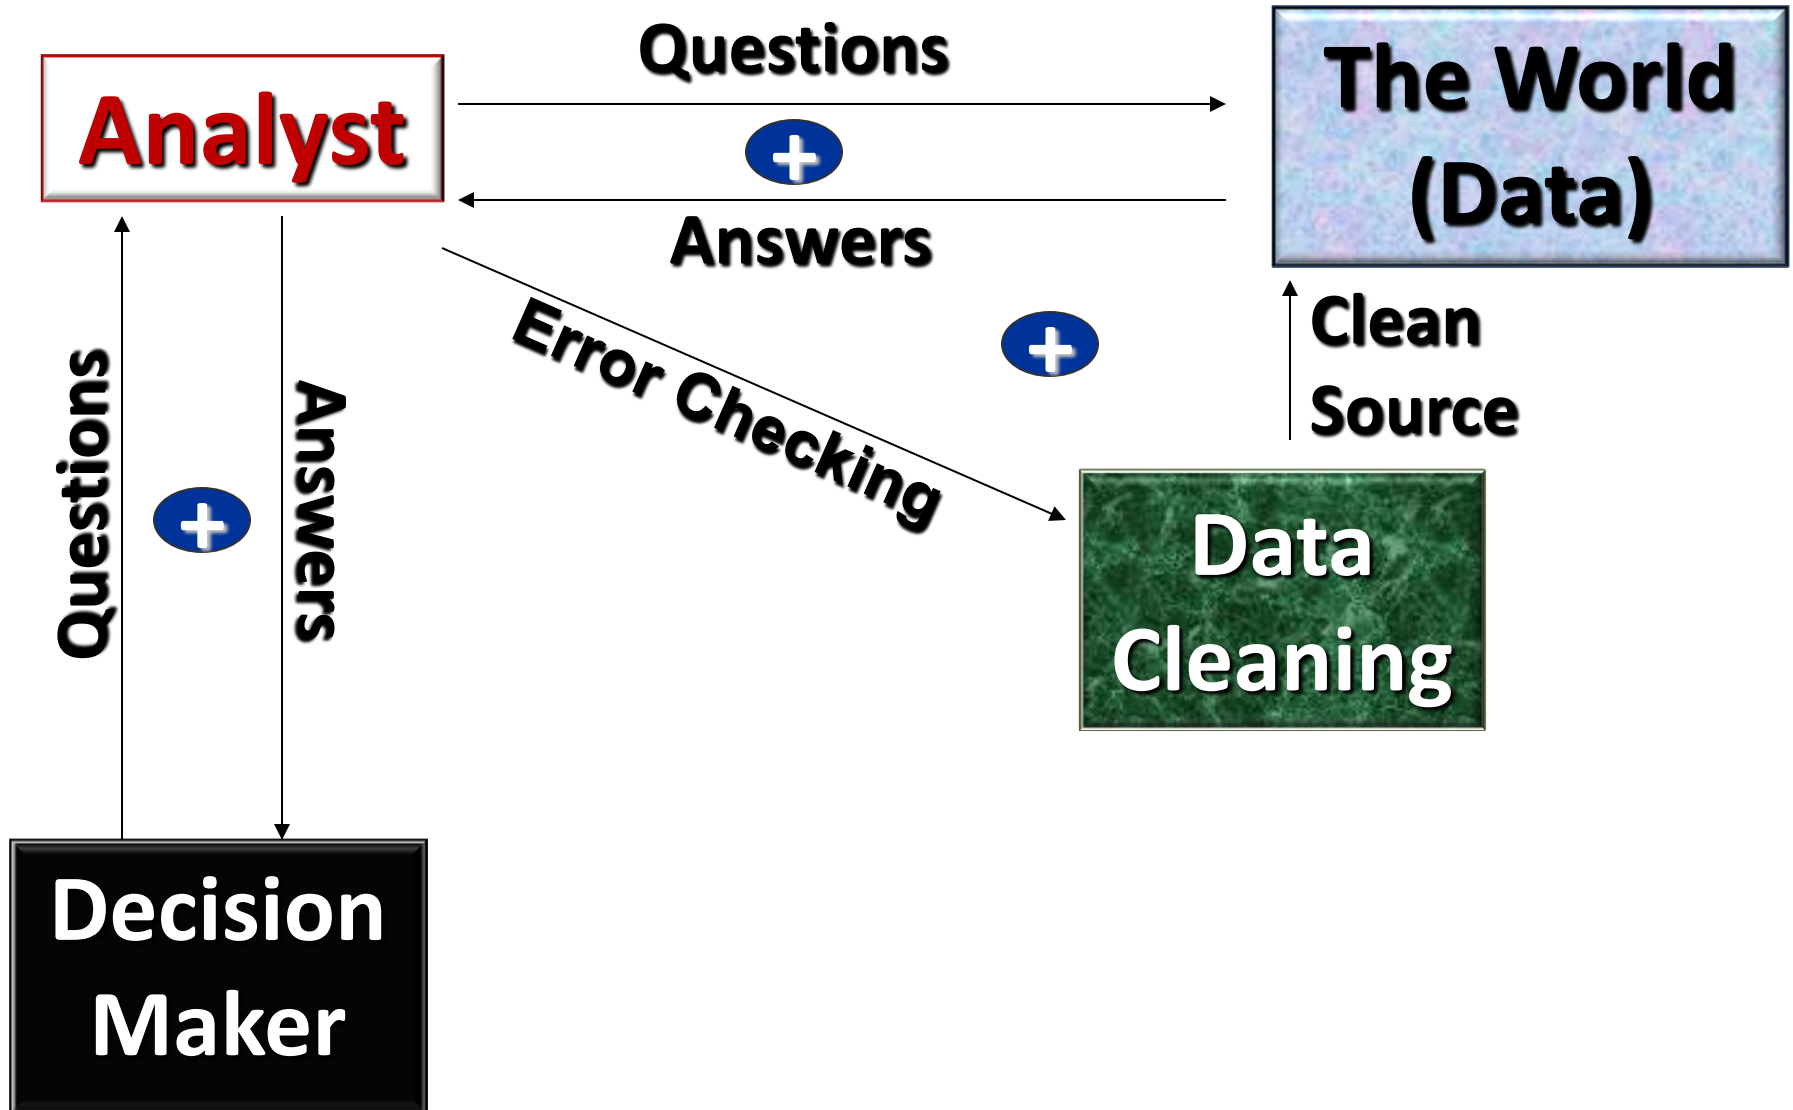 Questions
The World
(Data)
Analyst
+
Answers
Error Checking
+
Clean
Source
Questions
+
Answers
Data
Cleaning
Decision
Maker